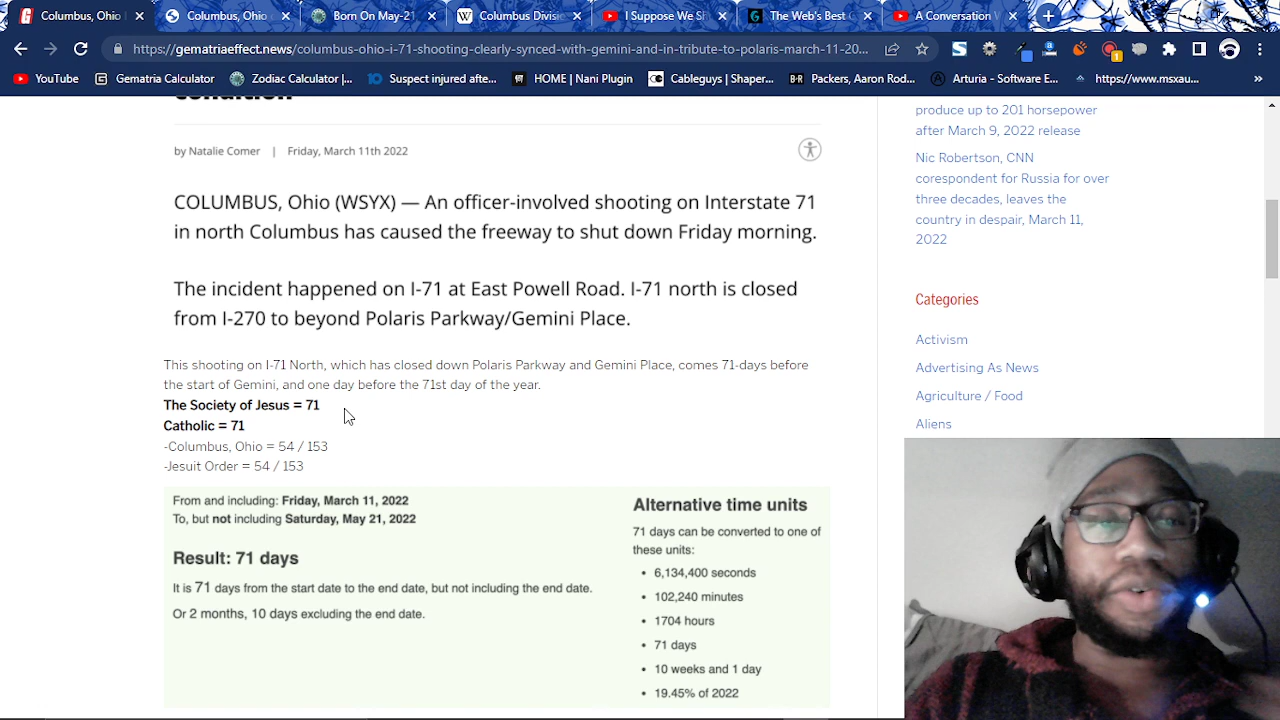 Columbus, Ohio I
Columbus, Ohio
Born On May-21
Columbus Divisio
I Suppose We Sh
The Web's Best C
A Conversation W
https://gematriaeffect.news/columbus-ohio-i-71-shooting-clearly-synced-with-gemini-and-in-tribute-to-polaris-march-11-20...
YouTube
Gematria Calculator
Zodiac Calculator |...
Suspect injured afte...
HOME | Nani Plugin
Cableguys | Shaper...
Packers, Aaron Rod...
Arturia - Software E...
https://www.msxau...
condition
by Natalie Comer | Friday, March 11th 2022
COLUMBUS, Ohio (WSYX) — An officer-involved shooting on Interstate 71
in north Columbus has caused the freeway to shut down Friday morning.
The incident happened on I-71 at East Powell Road. I-71 north is closed
from I-270 to beyond Polaris Parkway/Gemini Place.
This shooting on I-71 North, which has closed down Polaris Parkway and Gemini Place, comes 71-days before
the start of Gemini, and one day before the 71st day of the year.
The Society of Jesus = 71
Catholic = 71
-Columbus, Ohio = 54 / 153
-Jesuit Order = 54 / 153
From and including: Friday, March 11, 2022
To, but not including Saturday, May 21, 2022
Result: 71 days
It is 71 days from the start date to the end date, but not including the end date.
Or 2 months, 10 days excluding the end date.
Alternative time units
71 days can be converted to one of
these units:
• 6,134,400 seconds
• 102,240 minutes
• 1704 hours
• 71 days
• 10 weeks and 1 day
• 19.45% of 2022
produce up to 201 horsepower
after March 9, 2022 release
Nic Robertson, CNN
corespondent for Russia for over
three decades, leaves the
country in despair, March 11,
2022
Categories
Activism
Advertising As News
Agriculture / Food
Aliens